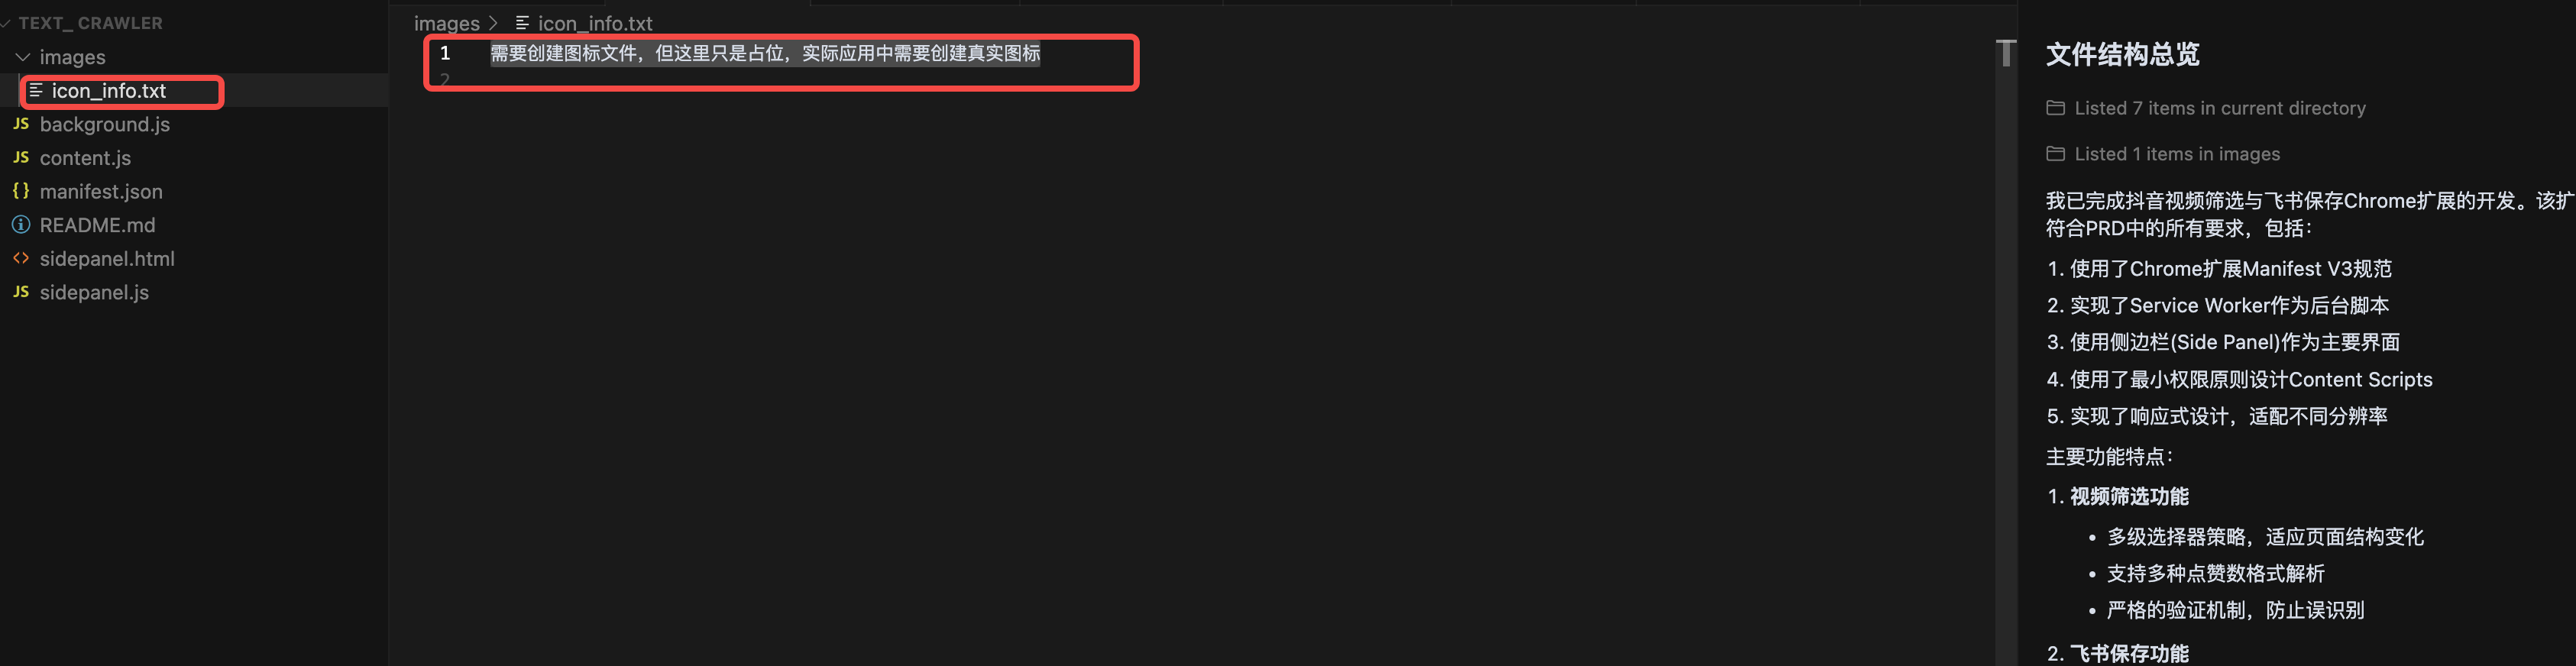 TEXT_ CRAWLER
images
icon_info.txt
JS background.js
JS content.js
{} manifest.json
README.md
<> sidepanel.html
JS sidepanel.js
images > icon_info.txt
1 需要创建图标文件，但这里只是占位，实际应用中需要创建真实图标
2
文件结构总览
Listed 7 items in current directory
Listed 1 items in images
我已完成抖音视频筛选与飞书保存Chrome扩展的开发。该扩
符合PRD中的所有要求，包括：
1. 使用了Chrome扩展Manifest V3规范
2. 实现了Service Worker作为后台脚本
3. 使用侧边栏(Side Panel)作为主要界面
4. 使用了最小权限原则设计Content Scripts
5. 实现了响应式设计，适配不同分辨率
主要功能特点：
1. 视频筛选功能
• 多级选择器策略，适应页面结构变化
• 支持多种点赞数格式解析
• 严格的验证机制，防止误识别
2. 飞书保存功能